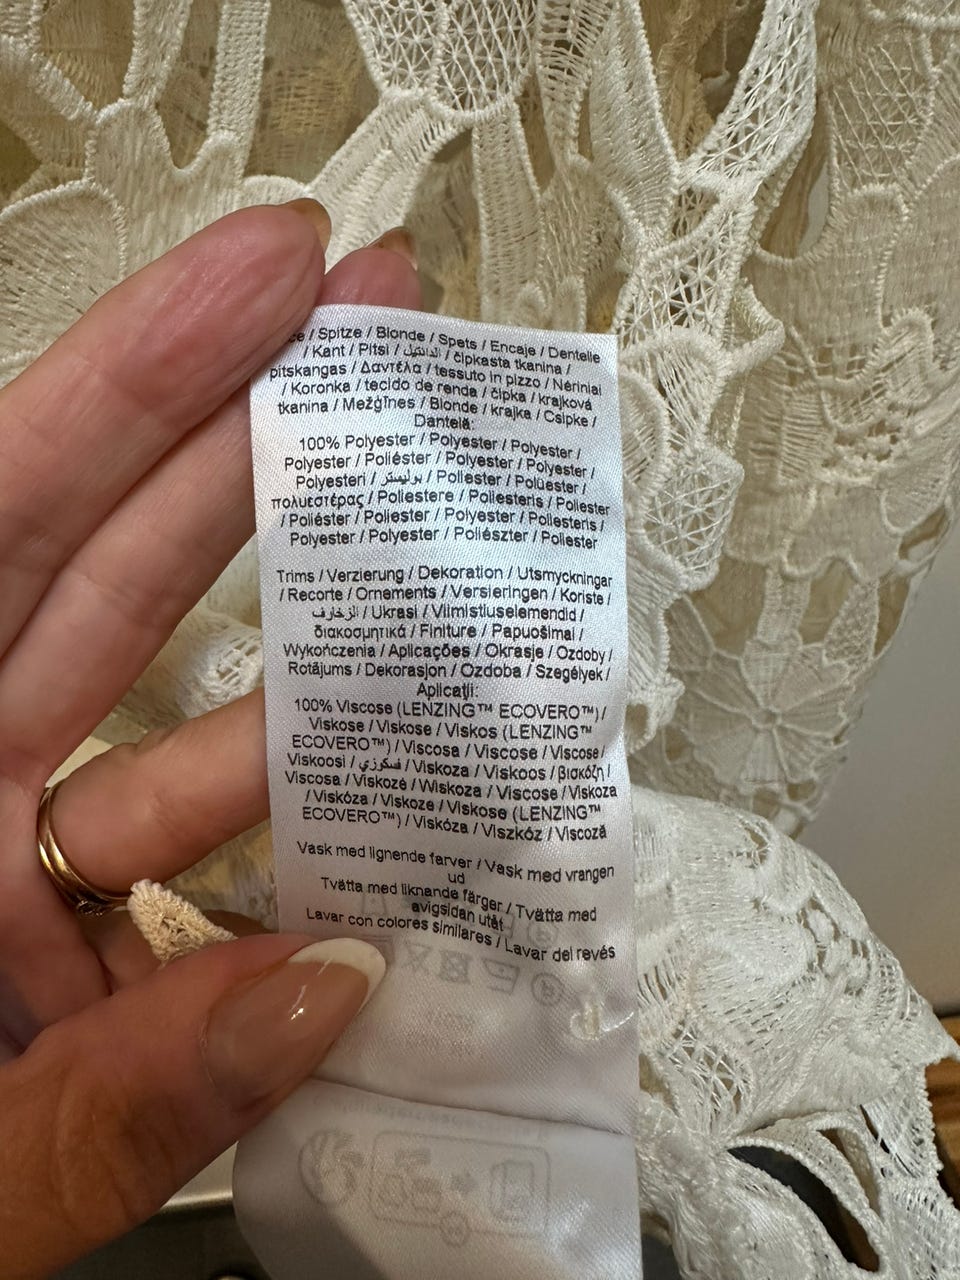 / Spitze / Blonde / Spets / Encaje / Dentelle
/ Kant / Pitsi / الدانتيل / čipkasta tkanina /
pitskangas / Δαντέλα / tessuto in pizzo / Nėriniai
/ Koronka / tecido de renda / čipka / krajková
tkanina / Mežģīnes / Blonde / krajka / Csipke /
Dantelă:
100% Polyester / Polyester / Polyester /
Polyester / Poliéster / Polyester / Polyester /
Polyesteri / بوليستر / Poliester / Polüester /
πολυεστέρας / Poliestere / Poliesteris / Poliester
/ Poliéster / Poliester / Polyester / Poliesteris /
Polyester / Polyester / Poliészter / Poliester
Trims / Verzierung / Dekoration / Utsmyckningar
/ Recorte / Ornements / Versieringen / Koriste /
الزخارف / Ukrasi / Viimistluselemendid /
διακοσμητικά / Finiture / Papuošimai /
Wykończenia / Aplicações / Okrasje / Ozdoby /
Rotājums / Dekorasjon / Ozdoba / Szegélyek /
Aplicaţii:
100% Viscose (LENZING™ ECOVERO™) /
Viskose / Viskose / Viskos (LENZING™
ECOVERO™) / Viscosa / Viscose / Viscose /
Viskoosi / فسكوزي / Viskoza / Viskoos / βισκόζη /
Viscosa / Viskozė / Wiskoza / Viscose / Viskoza
/ Viskóza / Viskoze / Viskose (LENZING™
ECOVERO™) / Viskóza / Viszkóz / Viscoză
Vask med lignende farver / Vask med vrangen
ud
Tvätta med liknande färger / Tvätta med
avigsidan utåt
Lavar con colores similares / Lavar del revés